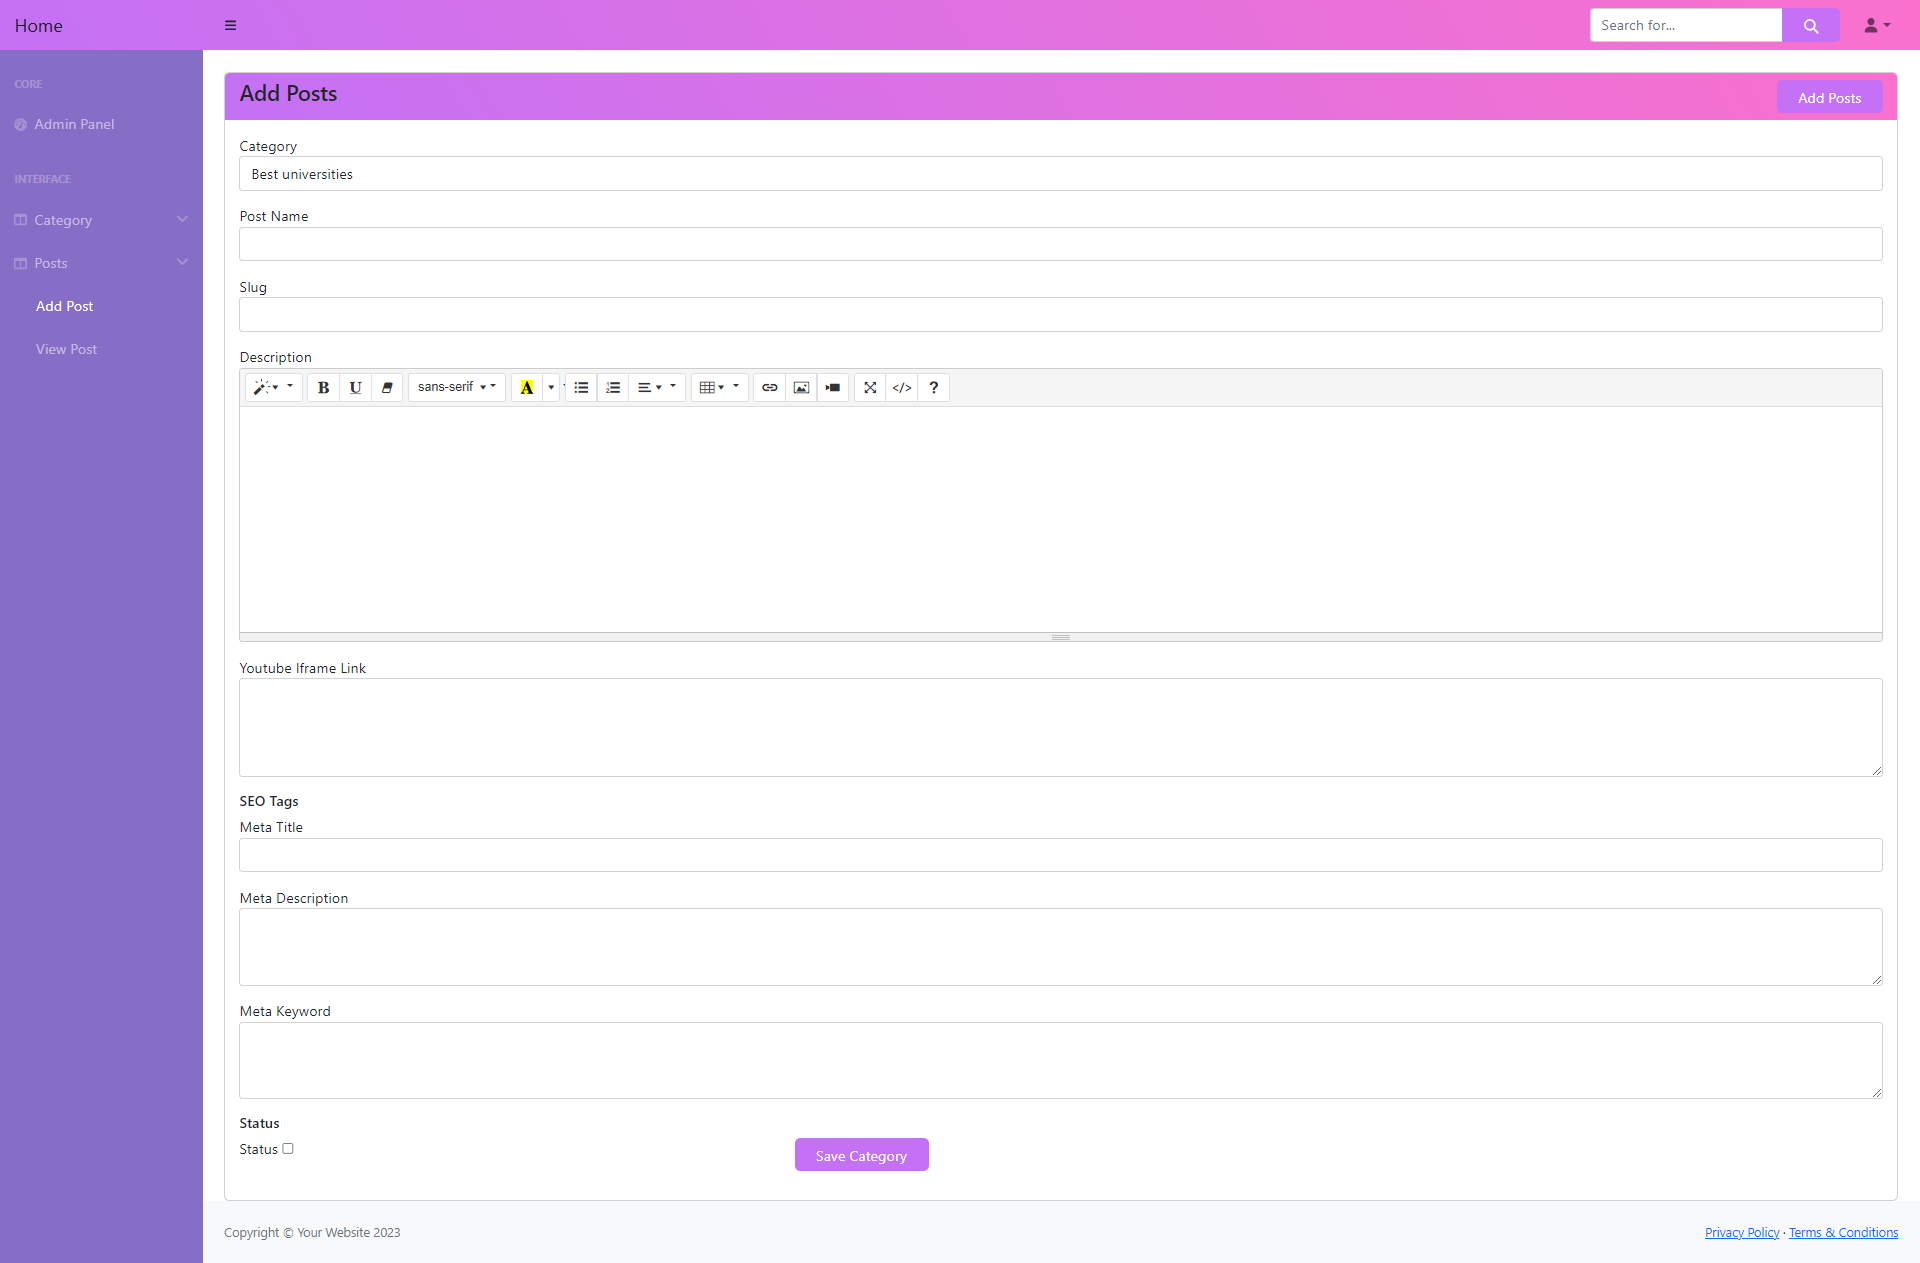 Home
Search for...
CORE
Admin Panel
INTERFACE
Category
Posts
Add Post
View Post
Add Posts
Add Posts
Category
Best universities
Post Name
Slug
Description
B U sans-serif A </> ?
Youtube Iframe Link
SEO Tags
Meta Title
Meta Description
Meta Keyword
Status
Status
Save Category
Copyright © Your Website 2023
Privacy Policy · Terms & Conditions